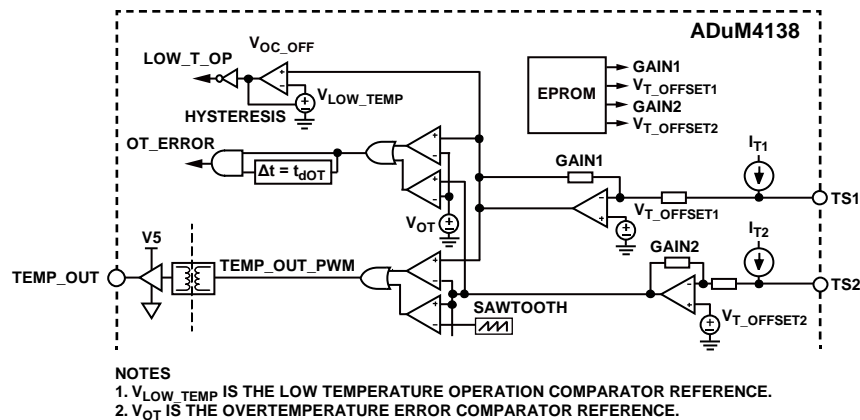 ADuM4138
LOW_T_OP
V_OC_OFF
V_LOW_TEMP
HYSTERESIS
EPROM
GAIN1
V_T_OFFSET1
GAIN2
V_T_OFFSET2
OT_ERROR
Δt = t_dOT
V_OT
GAIN1
I_T1
TS1
V_T_OFFSET1
I_T2
GAIN2
TS2
V_T_OFFSET2
V5
TEMP_OUT
TEMP_OUT_PWM
SAWTOOTH
NOTES
1. V_LOW_TEMP IS THE LOW TEMPERATURE OPERATION COMPARATOR REFERENCE.
2. V_OT IS THE OVERTEMPERATURE ERROR COMPARATOR REFERENCE.